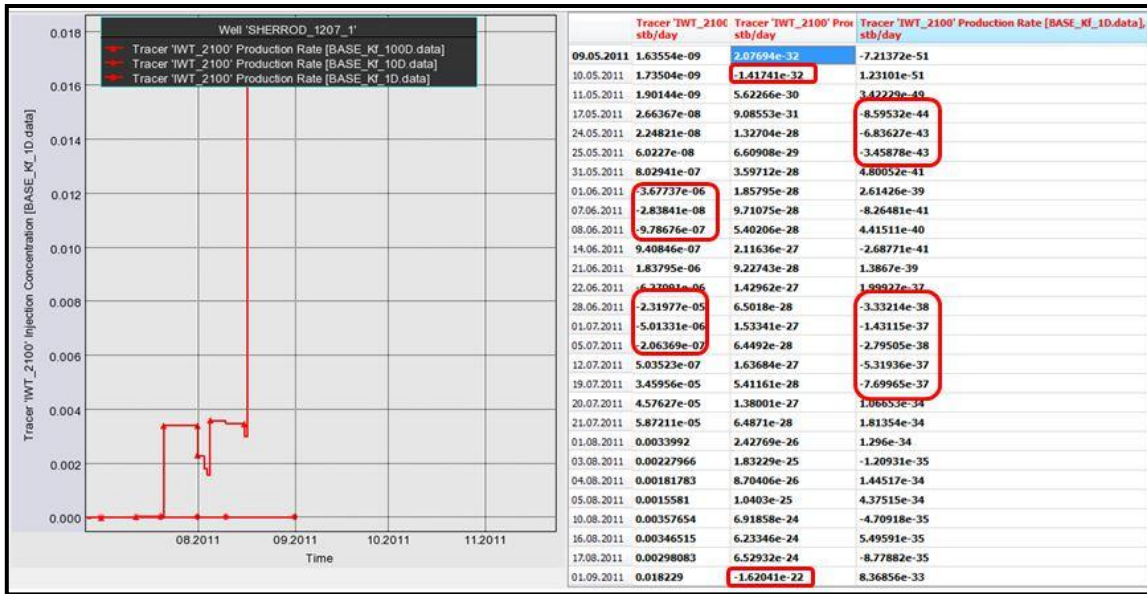 Well 'SHERROD_1207_1'
Tracer 'IWT_2100' Production Rate [BASE_Kf_100D.data]
Tracer 'IWT_2100' Production Rate [BASE_Kf_10D.data]
Tracer 'IWT_2100' Production Rate [BASE_Kf_1D.data]
Tracer 'IWT_2100' Injection Concentration [BASE_Kf_1D.data]
0.018
0.016
0.014
0.012
0.010
0.008
0.006
0.004
0.002
0.000
08.2011 09.2011 10.2011 11.2011
Time
Tracer 'IWT_210( Tracer 'IWT_2100' Pro Tracer 'IWT_2100' Production Rate [BASE_Kf_1D.data],
stb/day stb/day stb/day
09.05.2011 1.63554e-09 2.07694e-32 -7.21372e-51
10.05.2011 1.73504e-09 -1.41741e-32 1.23101e-51
11.05.2011 1.90144e-09 5.62266e-30 3.42229e-49
17.05.2011 2.66367e-08 9.08553e-31 -8.59532e-44
24.05.2011 2.24821e-08 1.32704e-28 -6.83627e-43
25.05.2011 6.0227e-08 6.60908e-29 -3.45878e-43
31.05.2011 8.02941e-07 3.59712e-28 4.80052e-41
01.06.2011 -3.67737e-06 1.85795e-28 2.61426e-39
07.06.2011 -2.83841e-08 9.71075e-28 -8.26481e-41
08.06.2011 -9.78676e-07 5.40206e-28 4.41511e-40
14.06.2011 9.40846e-07 2.11636e-27 -2.68771e-41
21.06.2011 1.83795e-06 9.22743e-28 1.3867e-39
22.06.2011 -6.27091e-06 1.42962e-27 1.99927e-37
28.06.2011 -2.31977e-05 6.5018e-28 -3.33214e-38
01.07.2011 -5.01331e-06 1.53341e-27 -1.43115e-37
05.07.2011 -2.06369e-07 6.4492e-28 -2.79505e-38
12.07.2011 5.03523e-07 1.63684e-27 -5.31936e-37
19.07.2011 3.45956e-05 5.41161e-28 -7.69965e-37
20.07.2011 4.57627e-05 1.38001e-27 1.06653e-34
21.07.2011 5.87211e-05 6.4871e-28 1.81354e-34
01.08.2011 0.0033992 2.42769e-26 1.296e-34
03.08.2011 0.00227966 1.83229e-25 -1.20931e-35
04.08.2011 0.00181783 8.70406e-26 1.44517e-34
05.08.2011 0.0015581 1.0403e-25 4.37515e-34
10.08.2011 0.00357654 6.91858e-24 -4.70918e-35
16.08.2011 0.00346515 6.23346e-24 5.49591e-35
17.08.2011 0.00298083 6.52932e-24 -8.77882e-35
01.09.2011 0.018229 -1.62041e-22 8.36856e-33